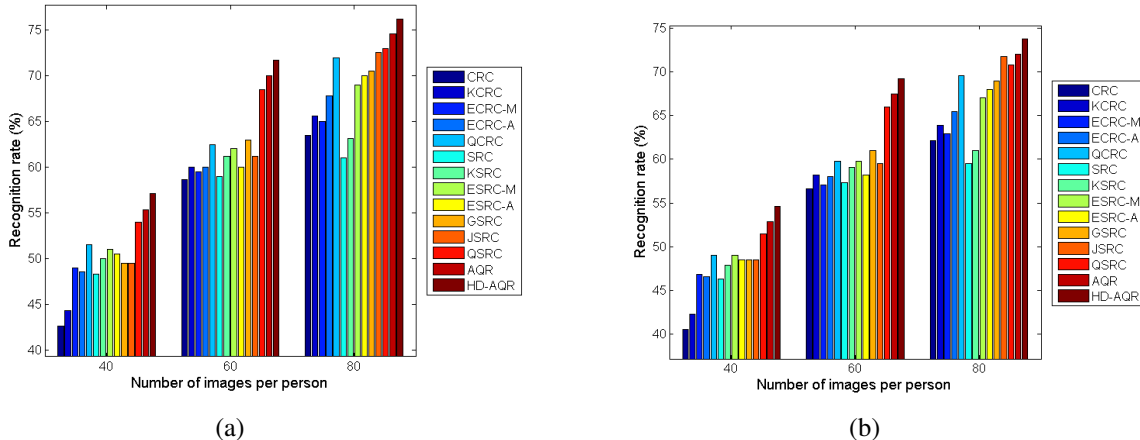 75
70
65
60
55
50
45
40
Recognition rate (%)
40
60
80
Number of images per person
CRC
KCRC
ECRC-M
ECRC-A
QCRC
SRC
KSRC
ESRC-M
ESRC-A
GSRC
JSRC
QSRC
AQR
HD-AQR
(a)
75
70
65
60
55
50
45
40
Recognition rate (%)
40
60
80
Number of images per person
CRC
KCRC
ECRC-M
ECRC-A
QCRC
SRC
KSRC
ESRC-M
ESRC-A
GSRC
JSRC
QSRC
AQR
HD-AQR
(b)